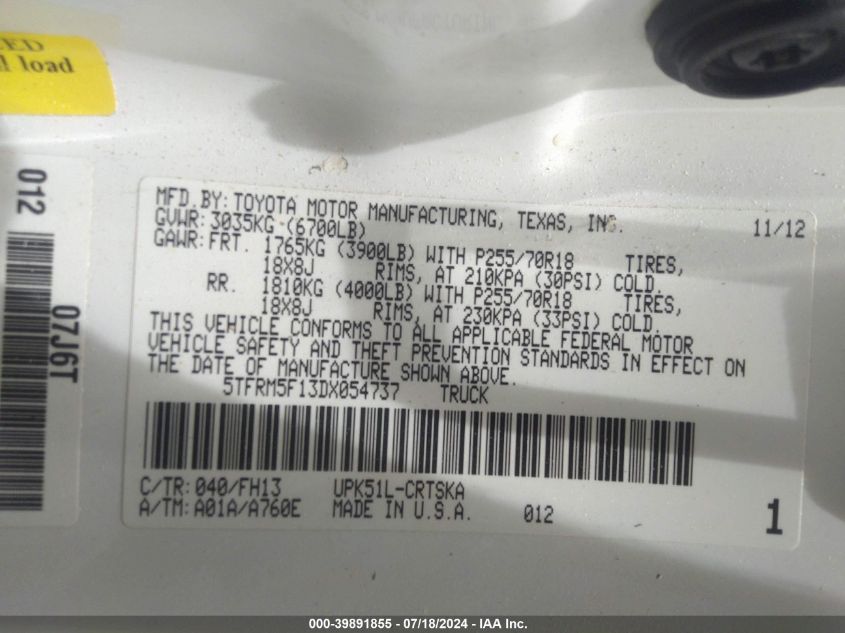 ll load
012
07J6T
MFD.BY: TOYOTA MOTOR MANUFACTURING, TEXAS, INC. 11/12
GVWR: 3035KG (6700LB)
GAWR: FRT. 1765KG (3900LB) WITH P255/70R18 TIRES,
18X8J RIMS, AT 210KPA (30PSI) COLD.
RR. 1810KG (4000LB) WITH P255/70R18 TIRES,
18X8J RIMS, AT 230KPA (33PSI) COLD.
THIS VEHICLE CONFORMS TO ALL APPLICABLE FEDERAL MOTOR
VEHICLE SAFETY AND THEFT PREVENTION STANDARDS IN EFFECT ON
THE DATE OF MANUFACTURE SHOWN ABOVE.
5TFRM5F13DX054737 TRUCK
C/TR: 040/FH13 UPK51L-CRTSKA
A/TM: A01A/A760E MADE IN U.S.A. 012 1
000-39891855 - 07/18/2024 - IAA Inc.